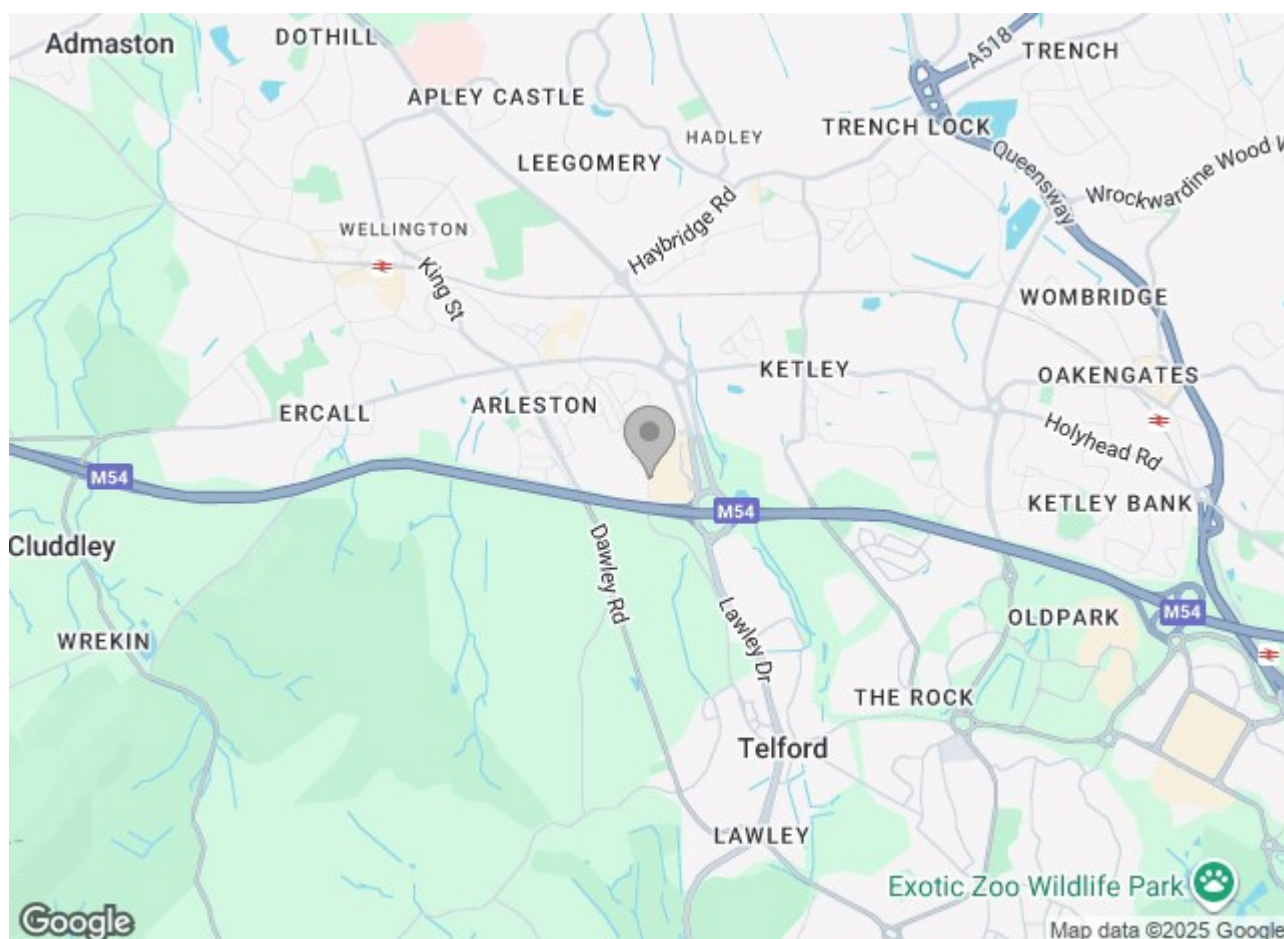 Admaston
DOTHILL
A518
TRENCH
APLEY CASTLE
HADLEY
TRENCH LOCK
LEEGOMERY
Queensway
Wrockwardine Wood W
WELLINGTON
Haybridge Rd
King St
WOMBRIDGE
KETLEY
OAKENGATES
ERCALL
ARLESTON
Holyhead Rd
M54
M54
KETLEY BANK
Cluddley
Dawley Rd
Lawley Dr
M54
OLDPARK
WREKIN
THE ROCK
Telford
LAWLEY
Exotic Zoo Wildlife Park
Google
Map data ©2025 Google